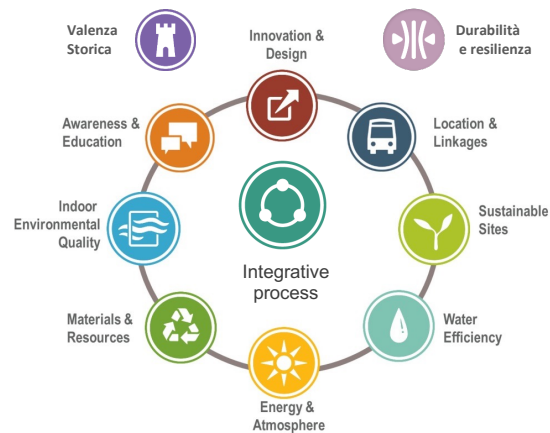 Valenza
Storica
Innovation &
Design
Durabilità
e resilienza
Awareness &
Education
Location &
Linkages
Indoor
Environmental
Quality
Sustainable
Sites
Integrative
process
Materials &
Resources
Water
Efficiency
Energy &
Atmosphere